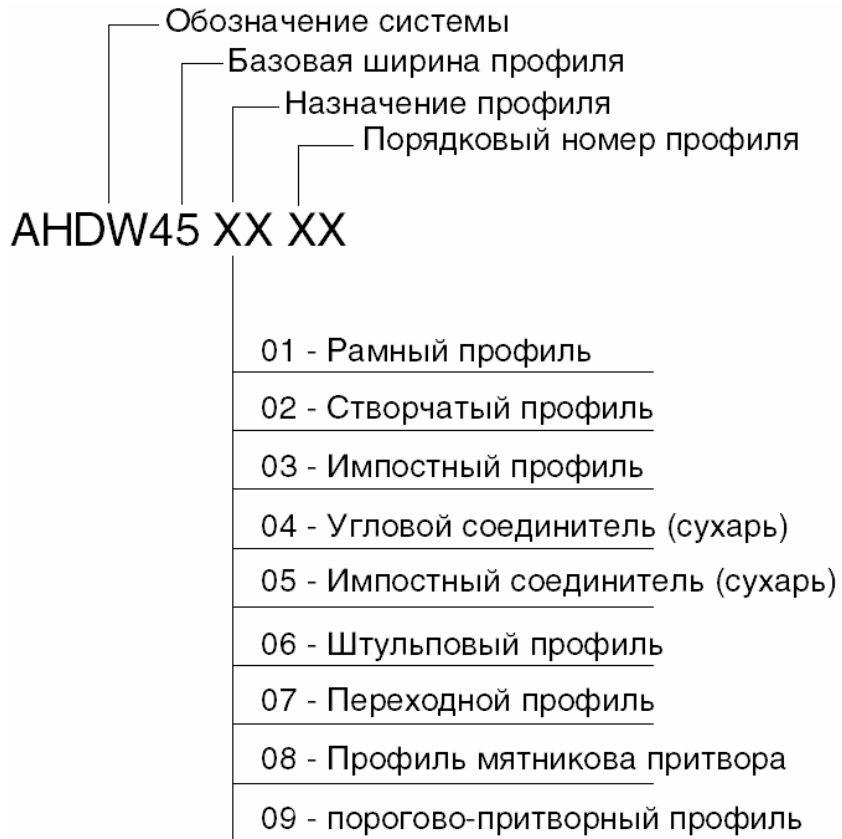 Обозначение системы
Базовая ширина профиля
Назначение профиля
Порядковый номер профиля
AHDW45 XX XX
01 - Рамный профиль
02 - Створчатый профиль
03 - Импостный профиль
04 - Угловой соединитель (сухарь)
05 - Импостный соединитель (сухарь)
06 - Штульповый профиль
07 - Переходной профиль
08 - Профиль мятникова притвора
09 - порогово-притворный профиль